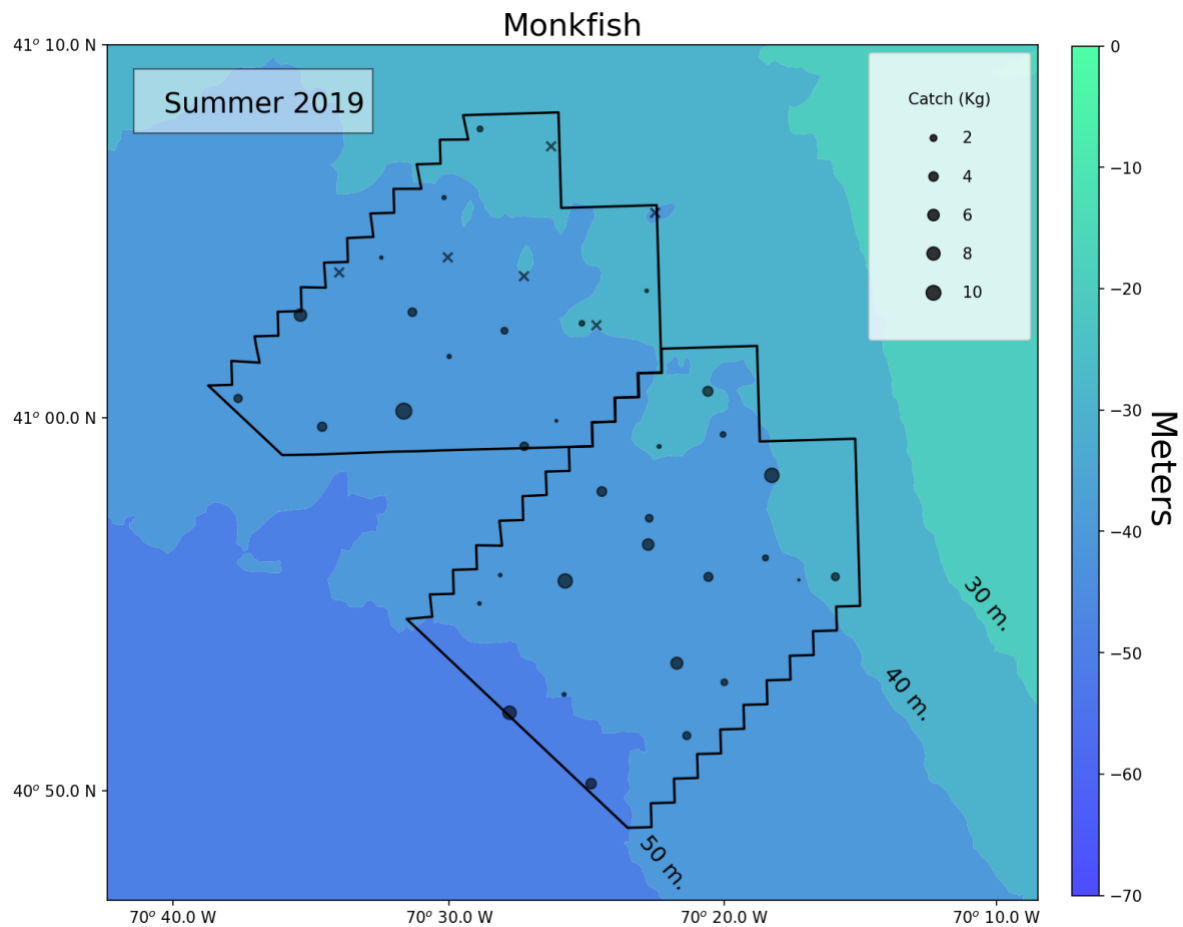 Monkfish
41° 10.0 N
0
Summer 2019
Catch (Kg)
2
4
6
8
10
−10
−20
−30
41° 00.0 N
Meters
−40
30 m.
40 m.
−50
40° 50.0 N
50 m.
−60
−70
70° 40.0 W
70° 30.0 W
70° 20.0 W
70° 10.0 W